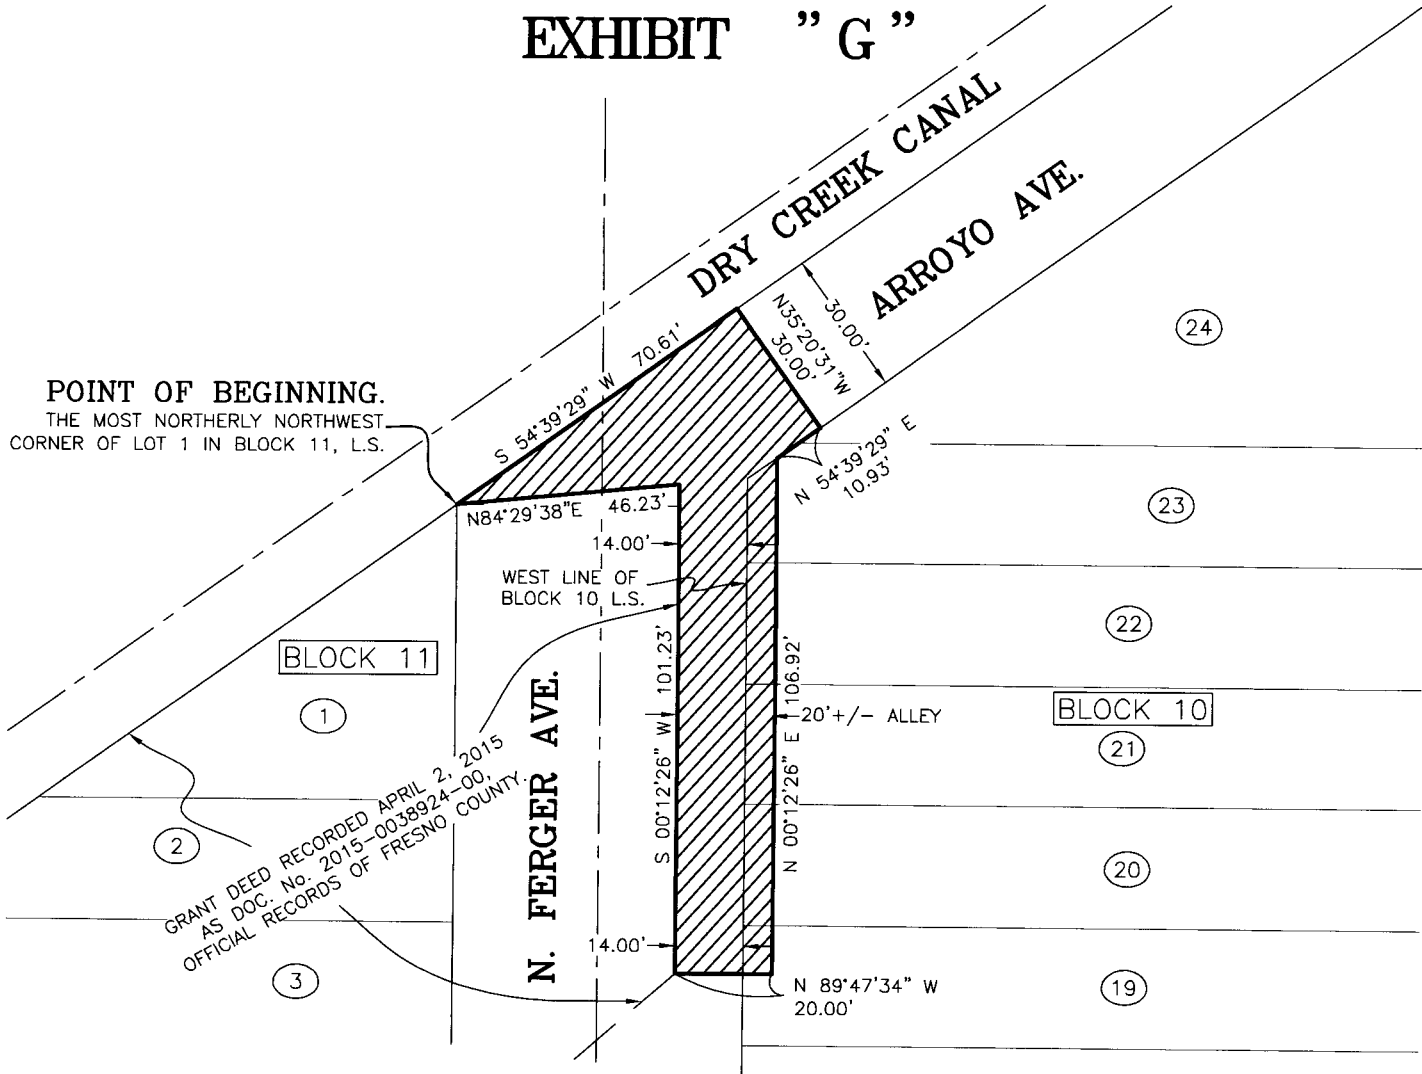 EXHIBIT "G"
DRY CREEK CANAL
ARROYO AVE.
30.00'
N35°20'31"W
30.00'
S 54°39'29" W 70.61'
POINT OF BEGINNING.
THE MOST NORTHERLY NORTHWEST
CORNER OF LOT 1 IN BLOCK 11, L.S.
24
N 54°39'29" E
10.93'
N84°29'38"E 46.23'
14.00'
23
WEST LINE OF
BLOCK 10 L.S.
22
BLOCK 11
1
S 00°12'26" W 101.23'
N 00°12'26" E 106.92'
20'+/- ALLEY
BLOCK 10
21
N. FERGER AVE.
2
GRANT DEED RECORDED APRIL 2, 2015
AS DOC. No. 2015-0038924-00,
OFFICIAL RECORDS OF FRESNO COUNTY.
20
14.00'
3
N 89°47'34" W
20.00'
19